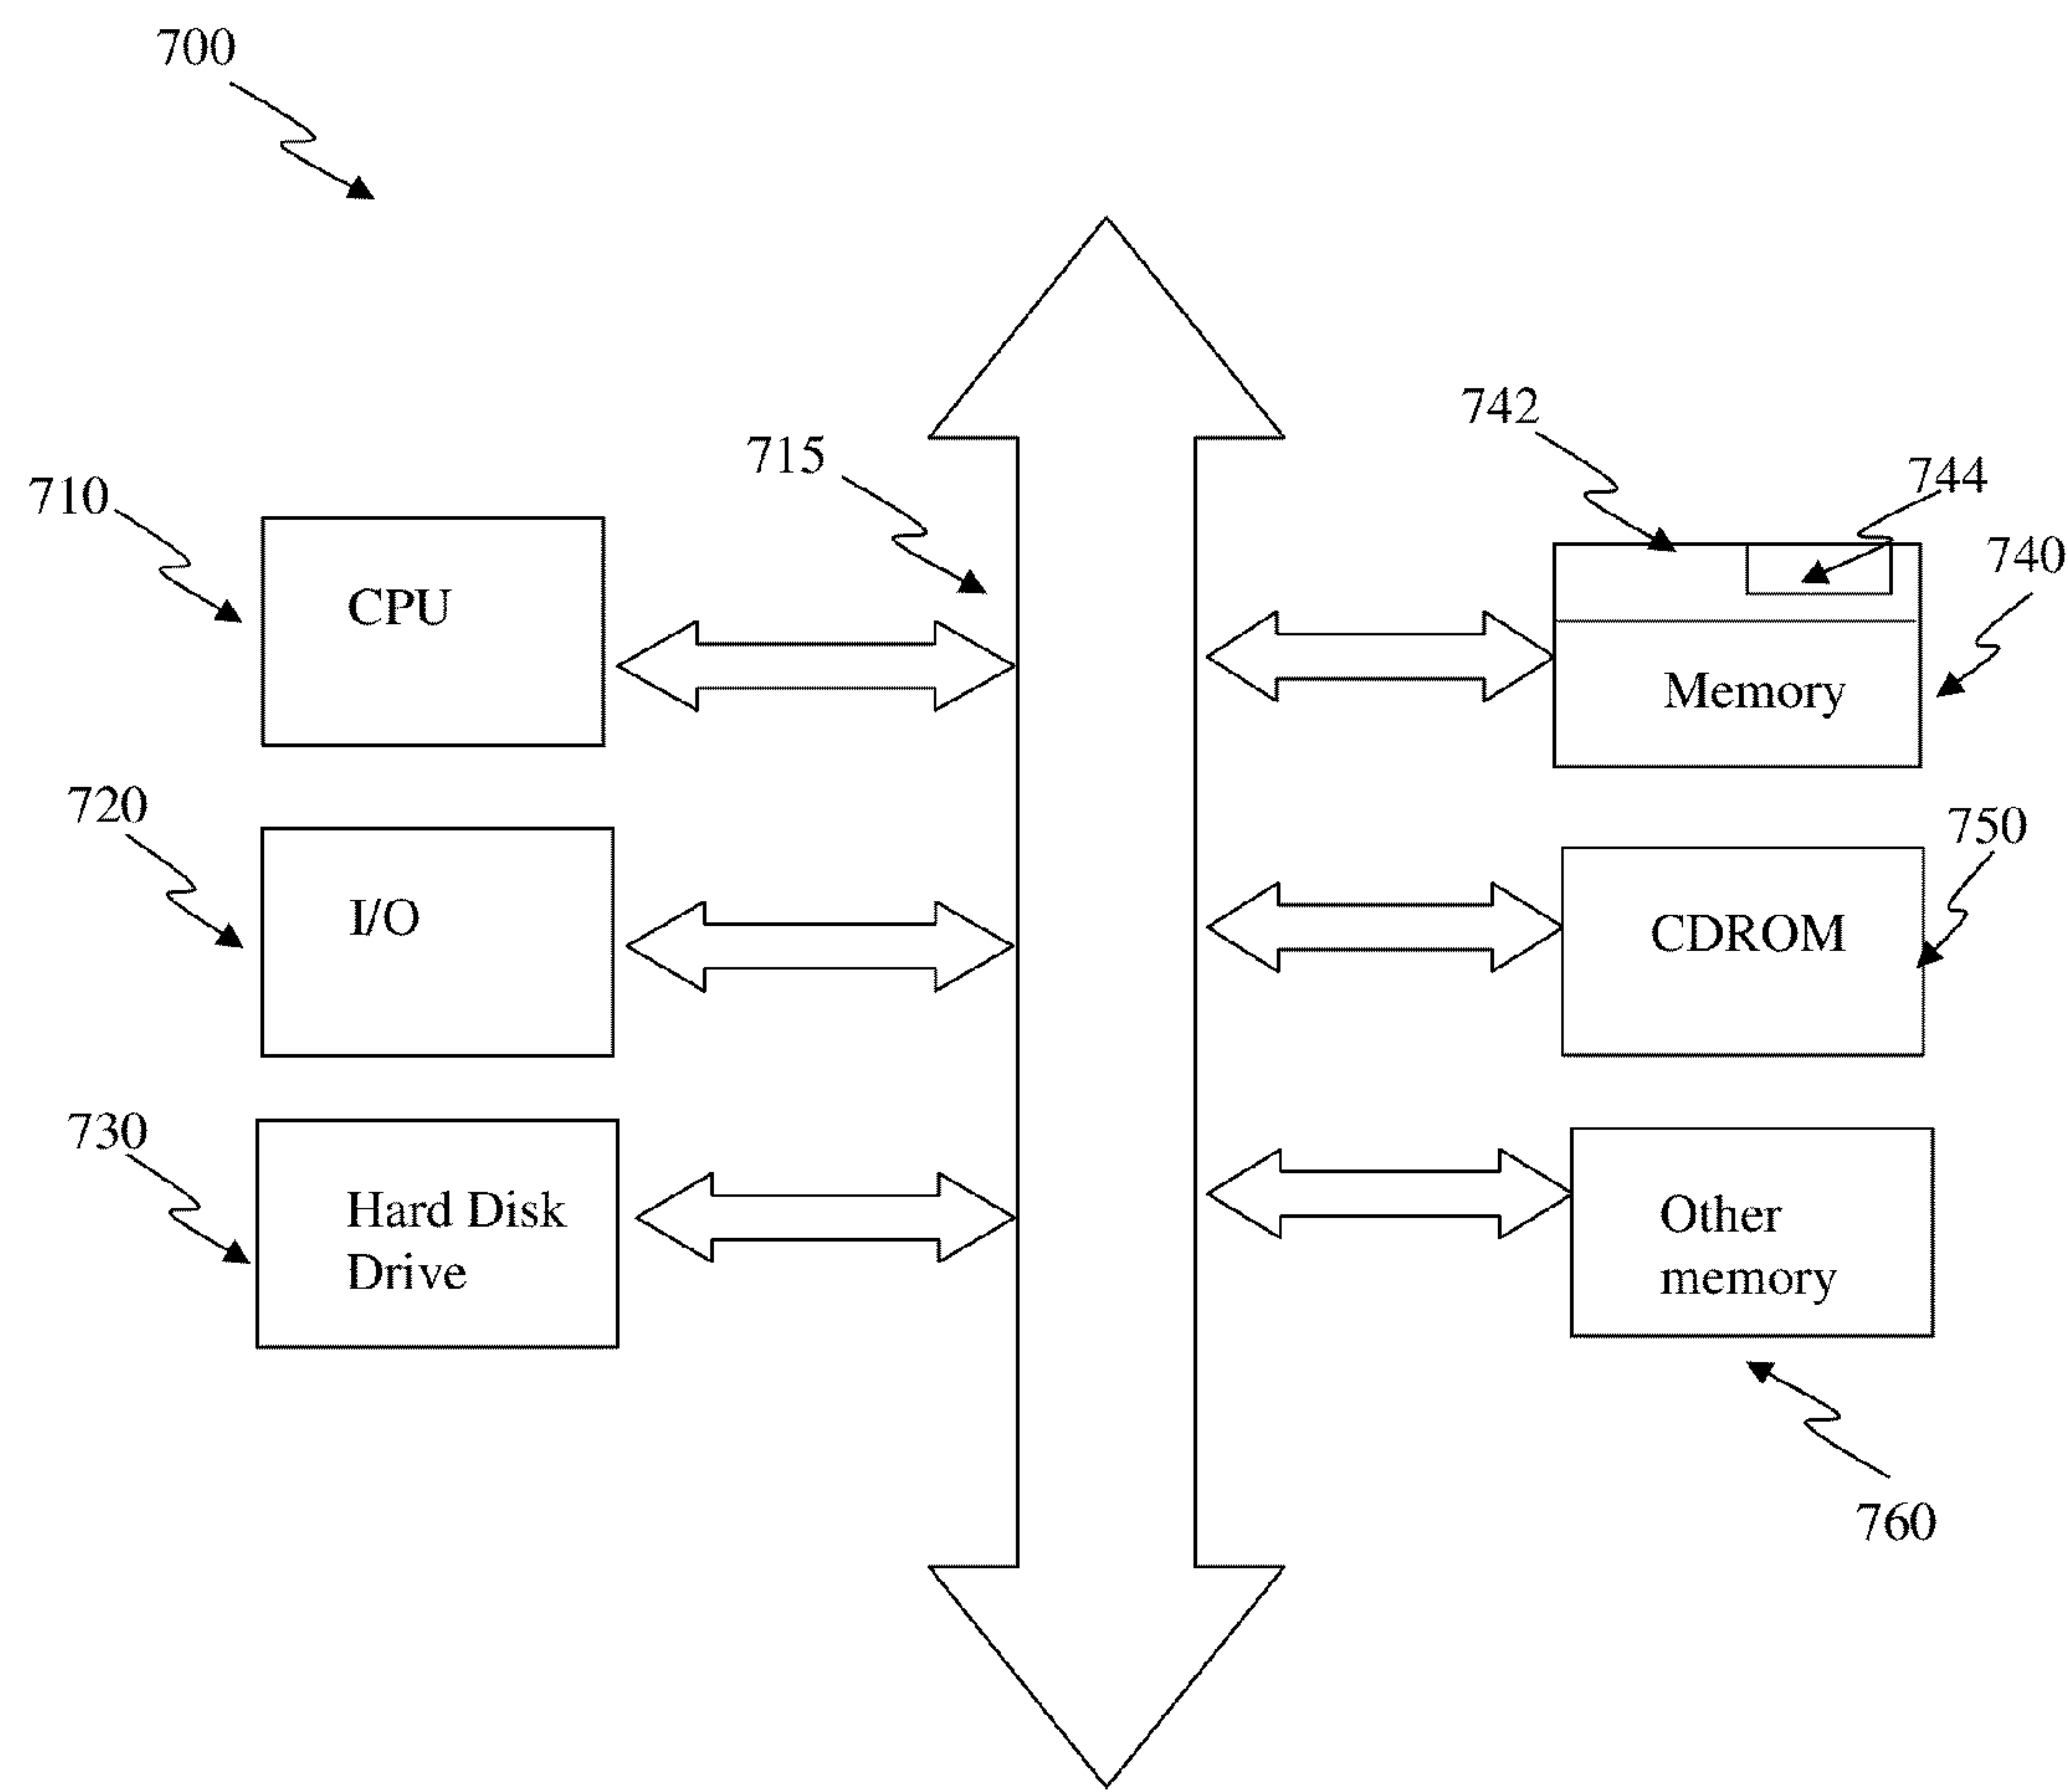 700
742
715
744
710
740
CPU
Memory
720
750
I/O
CDROM
730
Hard Disk
Drive
Other
memory
760